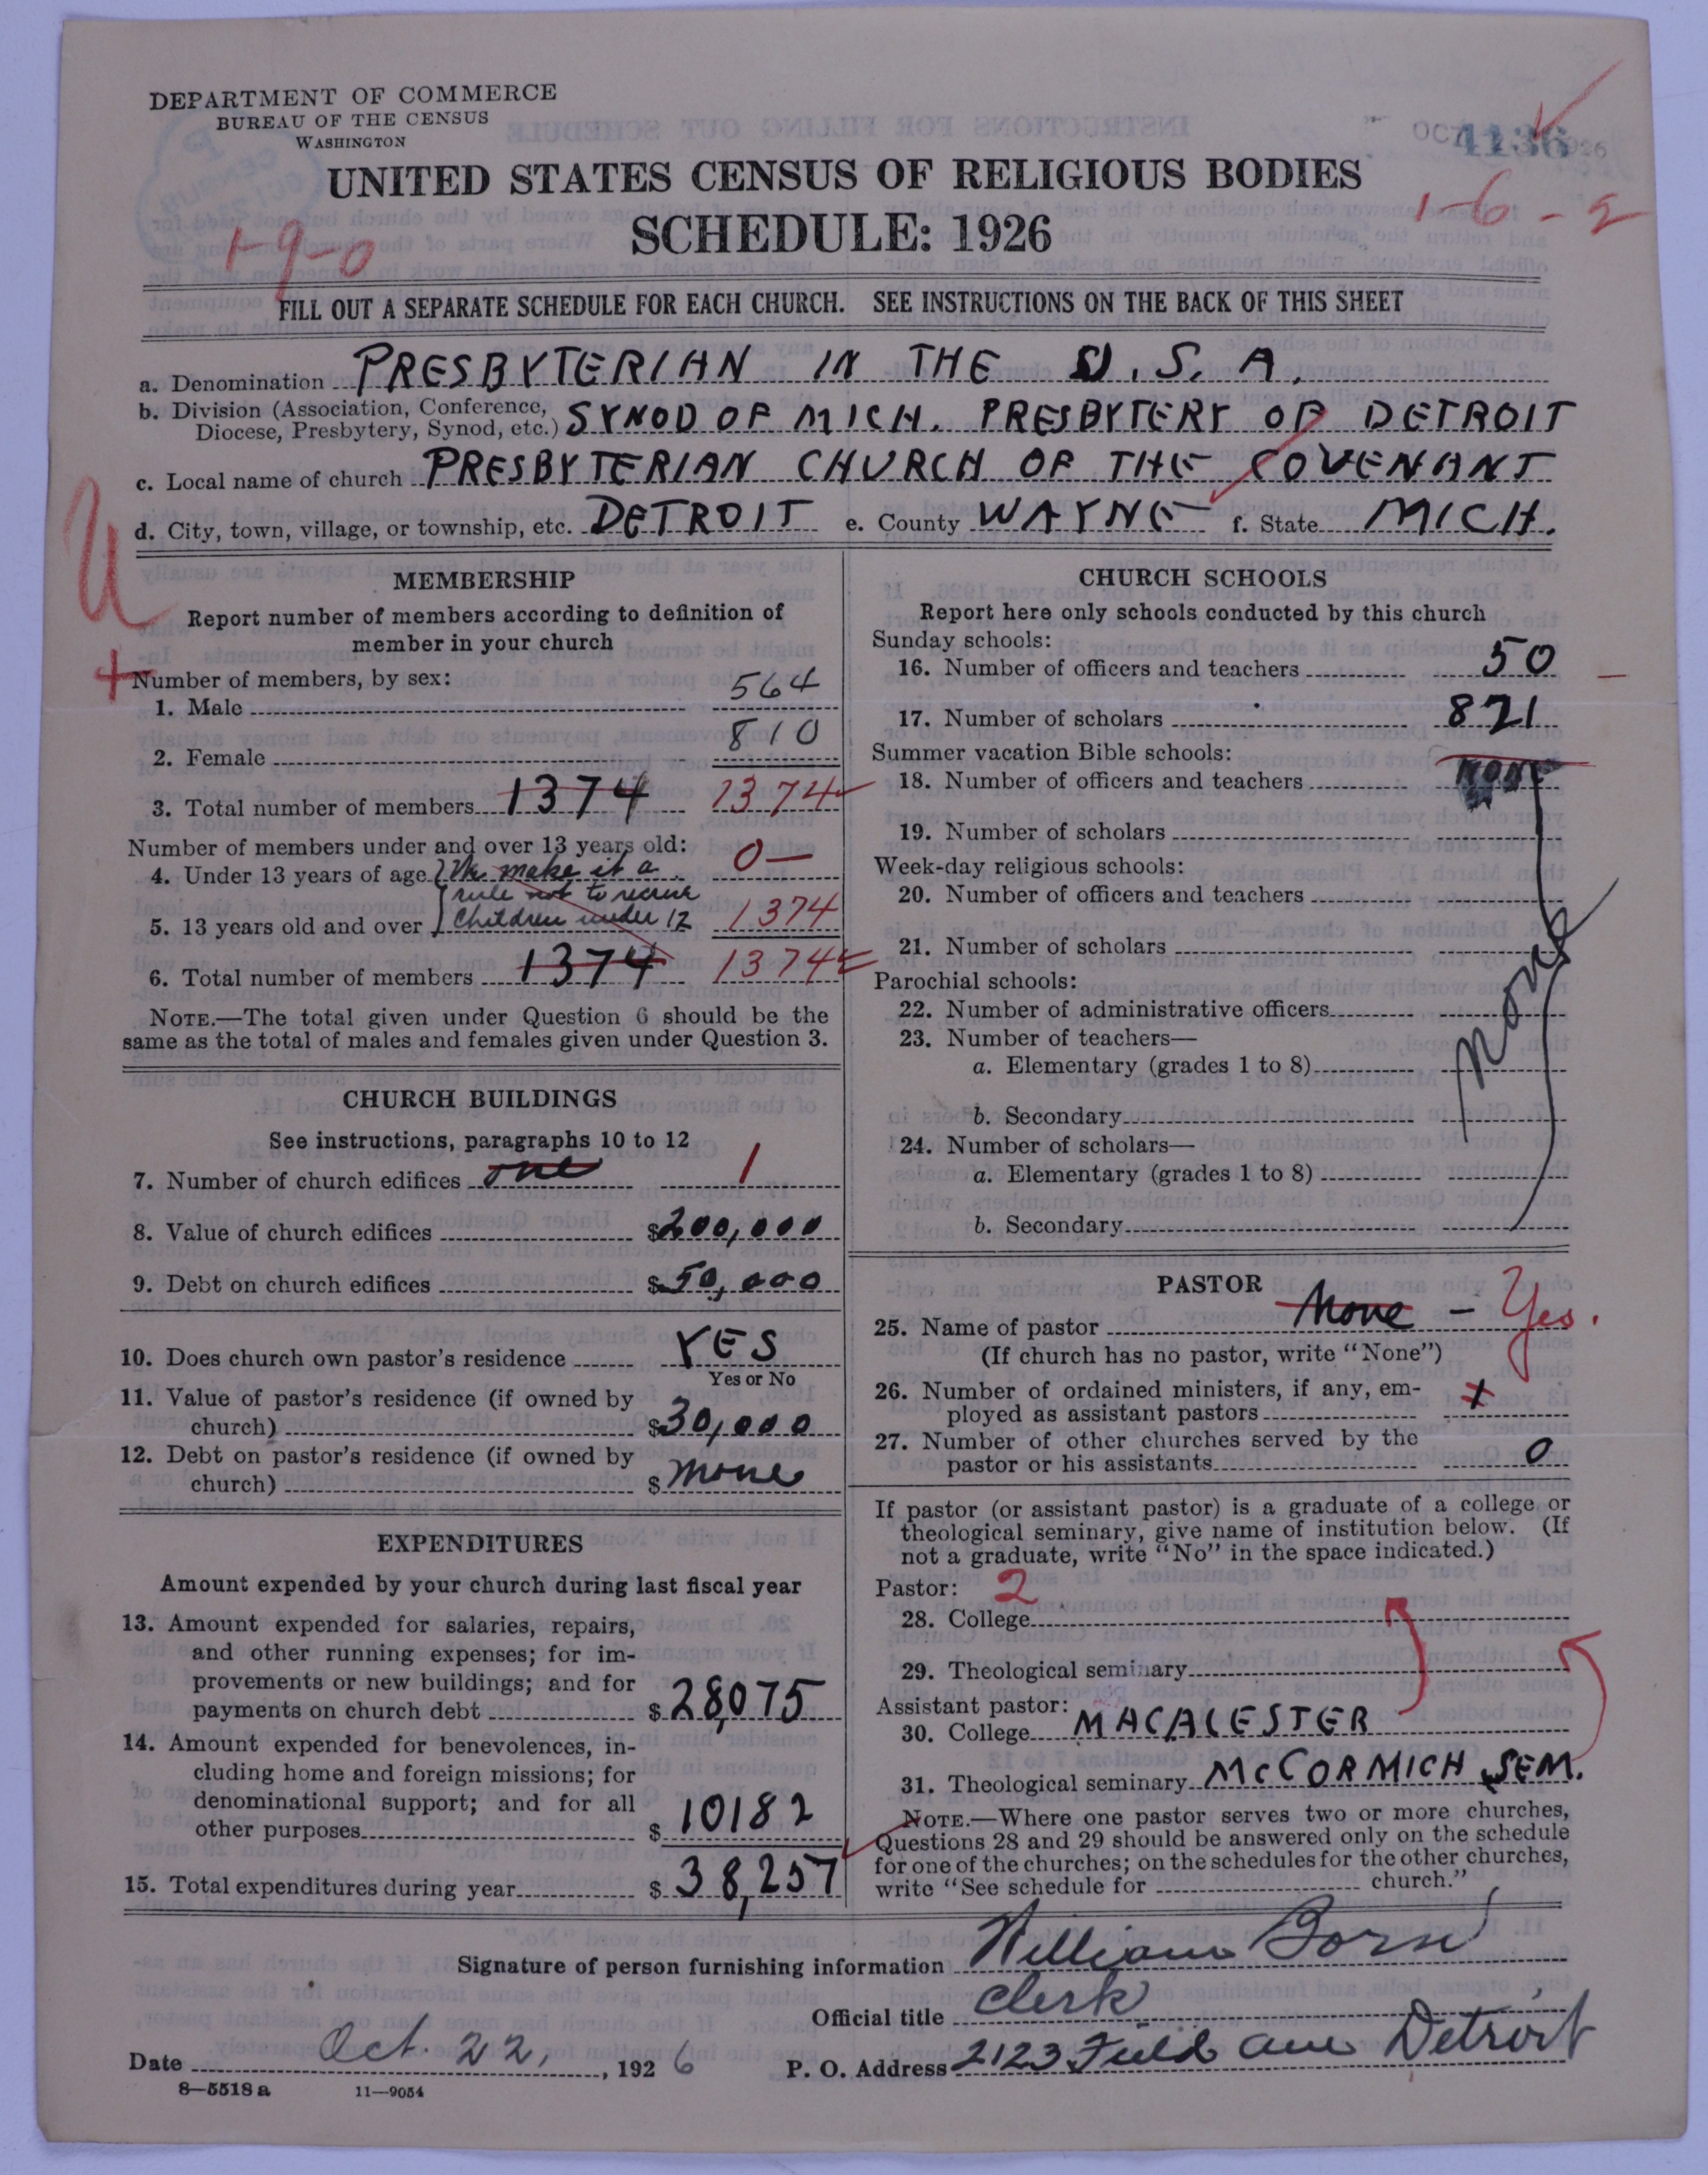 DEPARTMENT OF COMMERCE
BUREAU OF THE CENSUS
WASHINGTON
OCT 4136 1926
UNITED STATES CENSUS OF RELIGIOUS BODIES
SCHEDULE: 1926
1-9-0
1-6-2
FILL OUT A SEPARATE SCHEDULE FOR EACH CHURCH. SEE INSTRUCTIONS ON THE BACK OF THIS SHEET
a. Denomination PRESBYTERIAN IN THE U.S.A.
b. Division (Association, Conference, Diocese, Presbytery, Synod, etc.) SYNOD OF MICH. PRESBYTERY OF DETROIT
c. Local name of church PRESBYTERIAN CHURCH OF THE COVENANT
d. City, town, village, or township, etc. DETROIT e. County WAYNE f. State MICH.
U
MEMBERSHIP
Report number of members according to definition of
member in your church
+ Number of members, by sex:
1. Male 564
2. Female 810
3. Total number of members 1374 1374
Number of members under and over 13 years old:
4. Under 13 years of age We make it a 0—
rule not to receive
5. 13 years old and over children under 12 1374
6. Total number of members 1374 1374
NOTE.—The total given under Question 6 should be the
same as the total of males and females given under Question 3.
CHURCH BUILDINGS
See instructions, paragraphs 10 to 12
7. Number of church edifices one 1
8. Value of church edifices $200,000
9. Debt on church edifices $50,000
10. Does church own pastor's residence YES
Yes or No
11. Value of pastor's residence (if owned by
church) $30,000
12. Debt on pastor's residence (if owned by
church) $ none
EXPENDITURES
Amount expended by your church during last fiscal year
13. Amount expended for salaries, repairs,
and other running expenses; for im-
provements or new buildings; and for
payments on church debt $28,075
14. Amount expended for benevolences, in-
cluding home and foreign missions; for
denominational support; and for all
other purposes $ 10182
15. Total expenditures during year $ 38,257
CHURCH SCHOOLS
Report here only schools conducted by this church
Sunday schools:
16. Number of officers and teachers 50
17. Number of scholars 821
Summer vacation Bible schools:
18. Number of officers and teachers none
19. Number of scholars
Week-day religious schools:
20. Number of officers and teachers
21. Number of scholars
none
Parochial schools:
22. Number of administrative officers
23. Number of teachers—
a. Elementary (grades 1 to 8)
b. Secondary
24. Number of scholars—
a. Elementary (grades 1 to 8)
b. Secondary
PASTOR
25. Name of pastor None - Yes.
(If church has no pastor, write "None")
26. Number of ordained ministers, if any, em-
ployed as assistant pastors
27. Number of other churches served by the
pastor or his assistants 0
If pastor (or assistant pastor) is a graduate of a college or
theological seminary, give name of institution below. (If
not a graduate, write "No" in the space indicated.)
Pastor: 2
28. College
29. Theological seminary
Assistant pastor:
30. College MACALESTER
31. Theological seminary MCCORMICH SEM.
NOTE.—Where one pastor serves two or more churches,
Questions 28 and 29 should be answered only on the schedule
for one of the churches; on the schedules for the other churches,
write "See schedule for church."
Signature of person furnishing information William Born
Official title Clerk
Date Oct. 22, 1926 P. O. Address 2123 Field ave Detroit
8—5518 a 11—9054